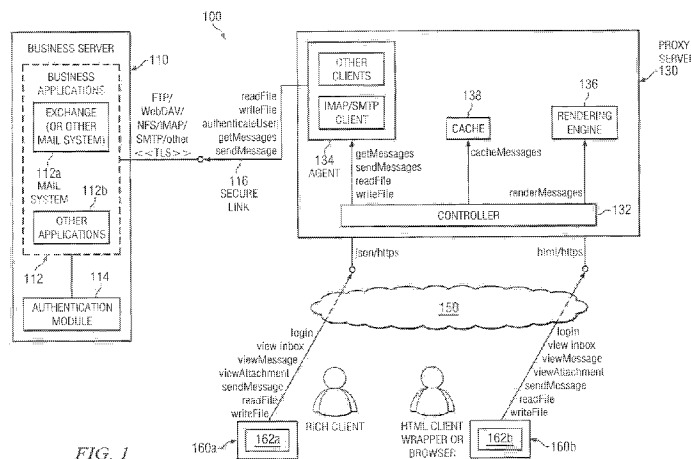 100
BUSINESS SERVER
110
BUSINESS
APPLICATIONS
EXCHANGE
(OR OTHER
MAIL SYSTEM)
112a
MAIL
SYSTEM
112b
OTHER
APPLICATIONS
112
114
AUTHENTICATION
MODULE
FTP/
WebDAV/
NFS/IMAP/
SMTP/other
<<TLS>>
readFile
writeFile
authenticateUser
getMessages
sendMessage
116
SECURE
LINK
PROXY
SERVER
130
OTHER
CLIENTS
IMAP/SMTP
CLIENT
134
AGENT
138
CACHE
136
RENDERING
ENGINE
getMessages
sendMessages
readFile
writeFile
cacheMessages
renderMessages
CONTROLLER
132
json/https
html/https
150
login
view inbox
viewMessage
viewAttachment
sendMessage
readFile
writeFile
login
view inbox
viewMessage
viewAttachment
sendMessage
readFile
writeFile
RICH CLIENT
HTML CLIENT
WRAPPER OR
BROWSER
160a
162a
162b
160b
FIG. 1